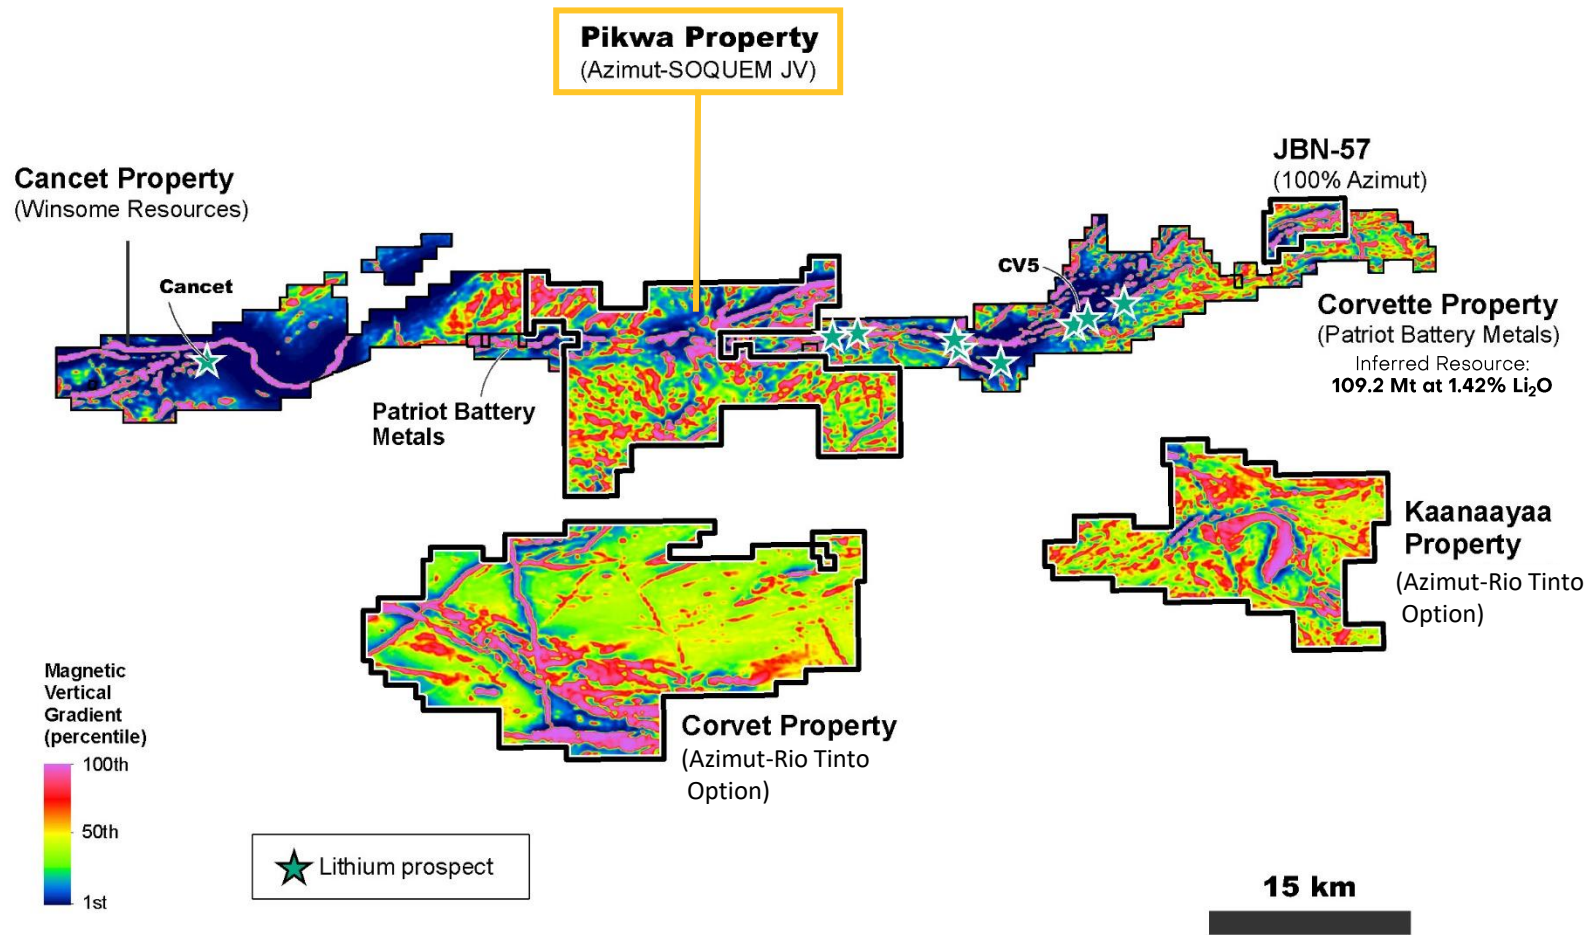 Pikwa Property
(Azimut-SOQUEM JV)
JBN-57
(100% Azimut)
Cancet Property
(Winsome Resources)
Cancet
CV5
Corvette Property
(Patriot Battery Metals)
Inferred Resource:
109.2 Mt at 1.42% Li₂O
Patriot Battery
Metals
Kaanaayaa
Property
(Azimut-Rio Tinto
Option)
Corvet Property
(Azimut-Rio Tinto
Option)
Magnetic
Vertical
Gradient
(percentile)
100th
50th
1st
Lithium prospect
15 km